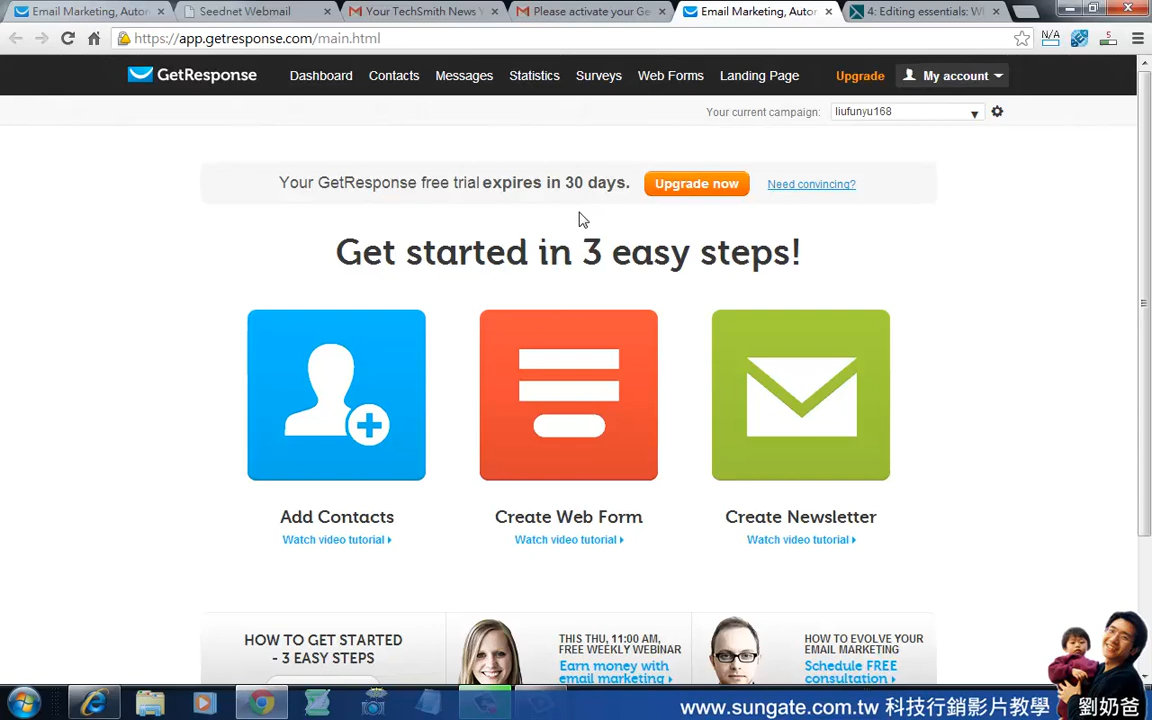 Email Marketing, Auton
Seednet Webmail
Your TechSmith News
Please activate your Ge
Email Marketing, Autor
4: Editing essentials: W
https://app.getresponse.com/main.html
N/A
5
GetResponse
Dashboard
Contacts
Messages
Statistics
Surveys
Web Forms
Landing Page
Upgrade
My account
Your current campaign:
liufunyu168
Your GetResponse free trial expires in 30 days.
Upgrade now
Need convincing?
Get started in 3 easy steps!
Add Contacts
Create Web Form
Create Newsletter
Watch video tutorial
Watch video tutorial
Watch video tutorial
HOW TO GET STARTED
- 3 EASY STEPS
THIS THU, 11:00 AM,
FREE WEEKLY WEBINAR
Earn money with
email marketing
HOW TO EVOLVE YOUR
EMAIL MARKETING
Schedule FREE
consultation
www.sungate.com.tw 科技行銷影片教學
劉奶爸